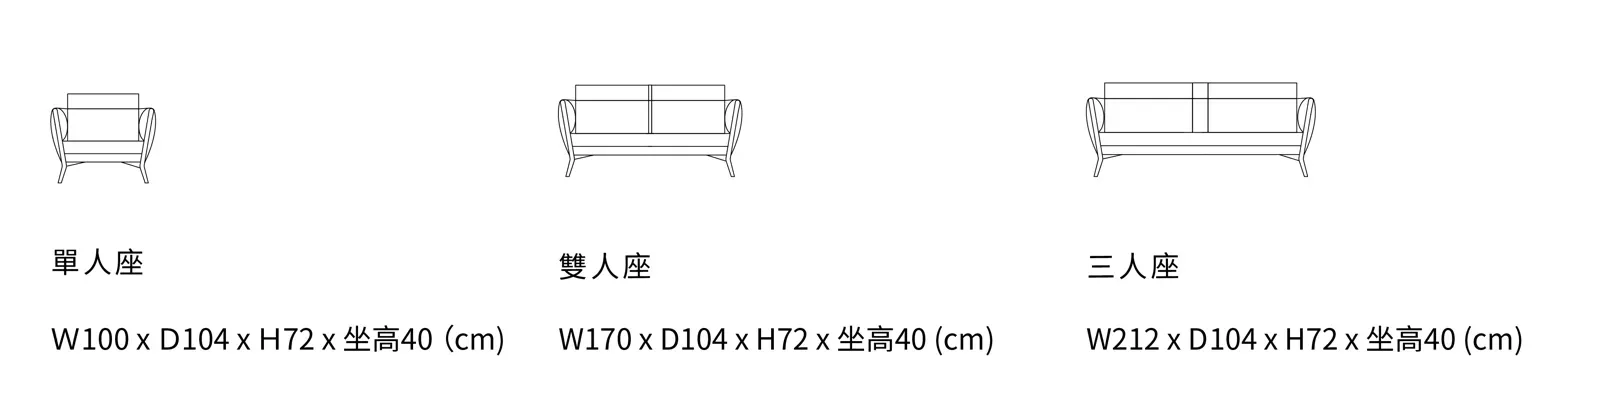 單人座
W100 x D104 x H72 x 坐高40（cm)
雙人座
W170 x D104 x H72 x 坐高40 (cm)
三人座
W212 x D104 x H72 x 坐高40 (cm)